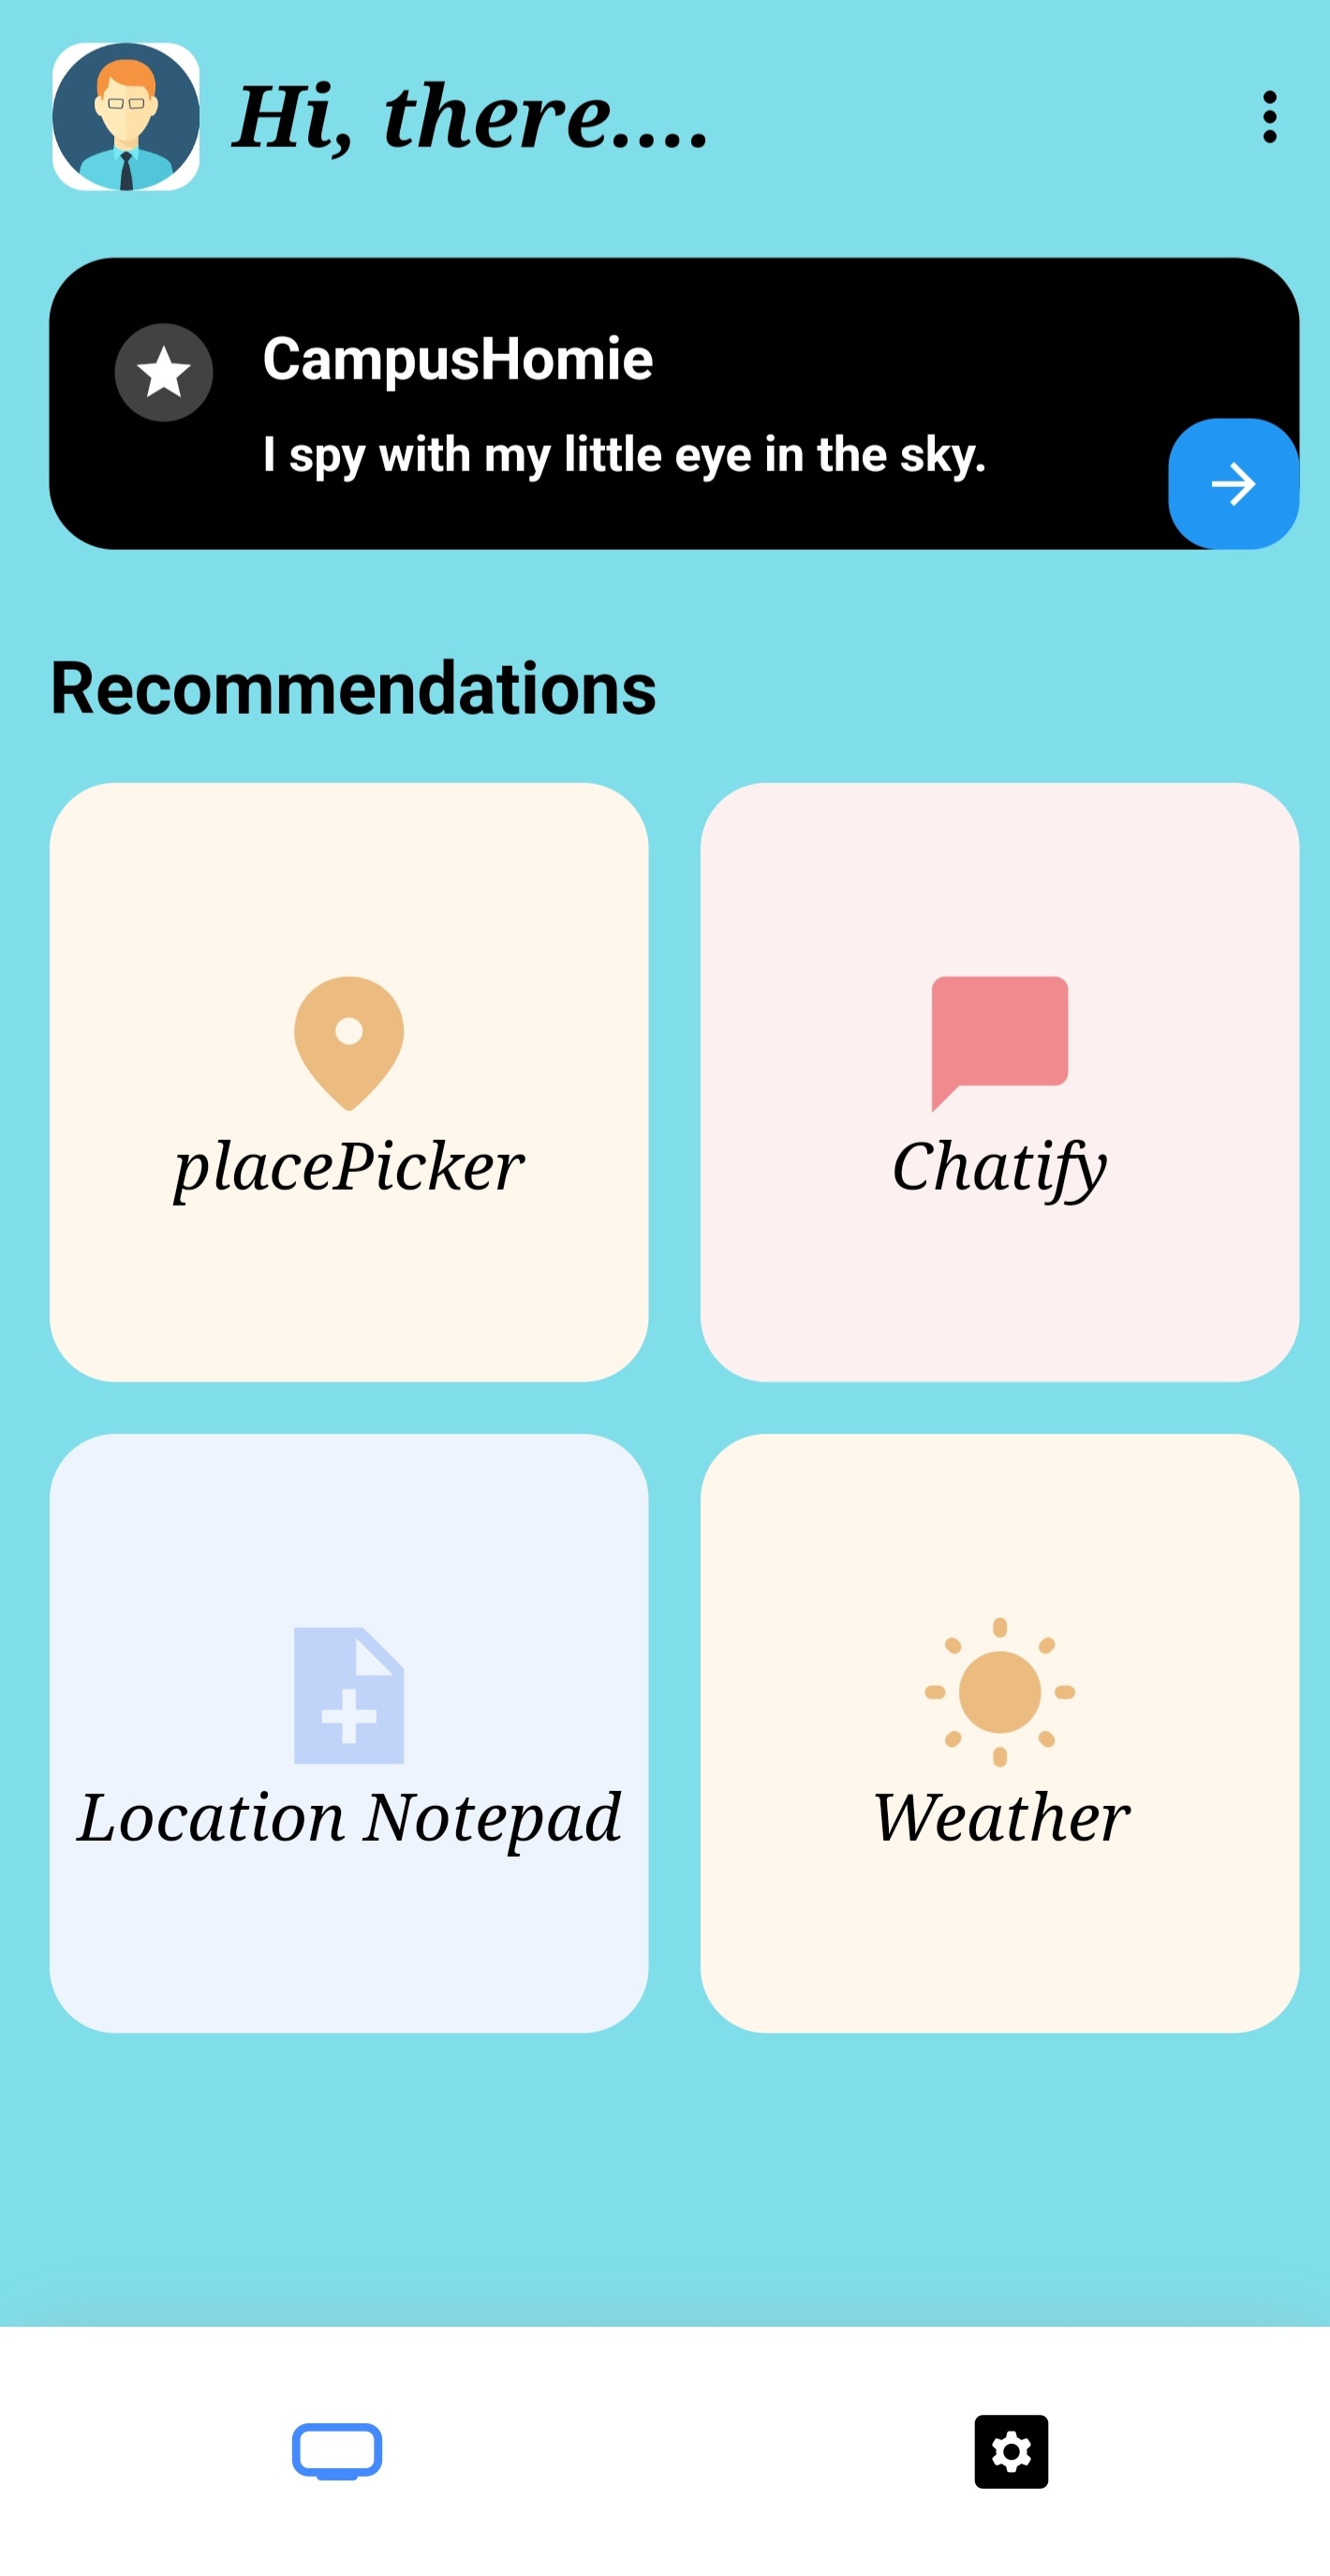 Hi, there....
CampusHomie
I spy with my little eye in the sky.
Recommendations
placePicker
Chatify
Location Notepad
Weather